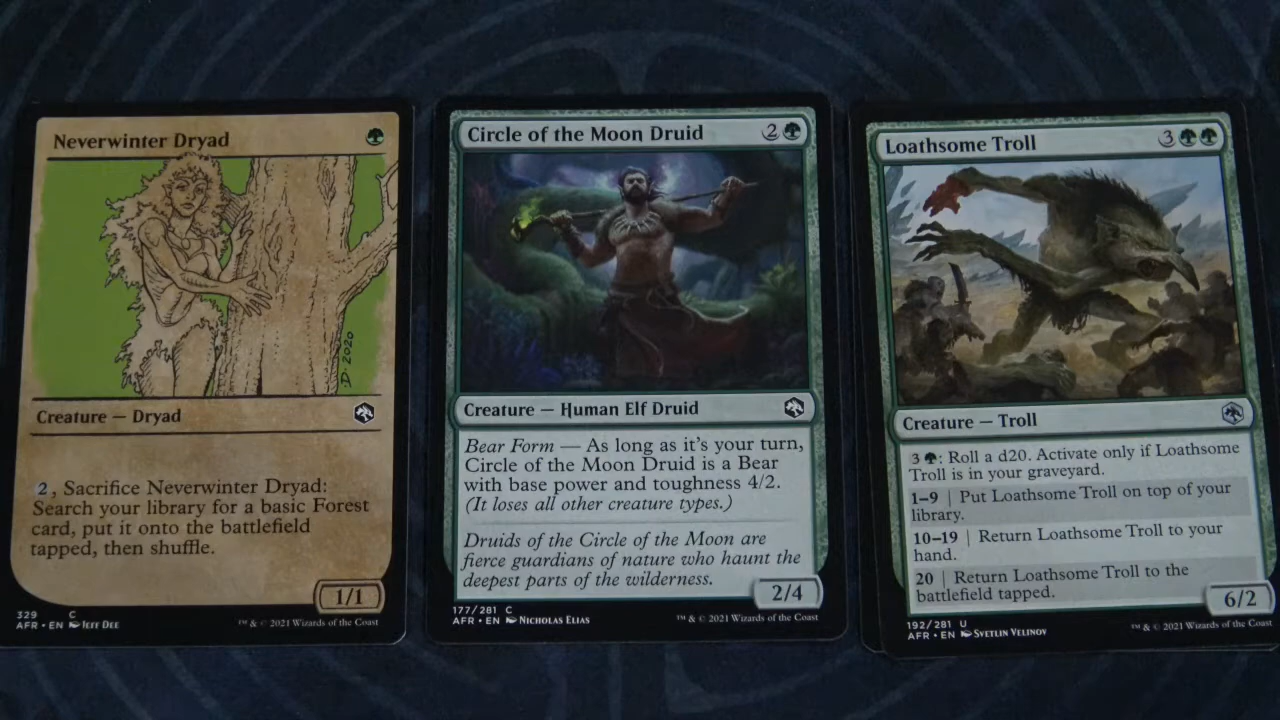 Neverwinter Dryad
D 2020
Creature — Dryad
2, Sacrifice Neverwinter Dryad:
Search your library for a basic Forest
card, put it onto the battlefield
tapped, then shuffle.
1/1
329 C
AFR • EN Jeff Dee
™ & © 2021 Wizards of the Coast
Circle of the Moon Druid 2
Creature — Human Elf Druid
Bear Form — As long as it's your turn,
Circle of the Moon Druid is a Bear
with base power and toughness 4/2.
(It loses all other creature types.)
Druids of the Circle of the Moon are
fierce guardians of nature who haunt the
deepest parts of the wilderness.
2/4
177/281 C
AFR • EN Nicholas Elias
™ & © 2021 Wizards of the Coast
Loathsome Troll 3
Creature — Troll
3 : Roll a d20. Activate only if Loathsome
Troll is in your graveyard.
1–9 | Put Loathsome Troll on top of your
library.
10–19 | Return Loathsome Troll to your
hand.
20 | Return Loathsome Troll to the
battlefield tapped.
6/2
192/281 U
AFR • EN Svetlin Velinov
™ & © 2021 Wizards of the Coast